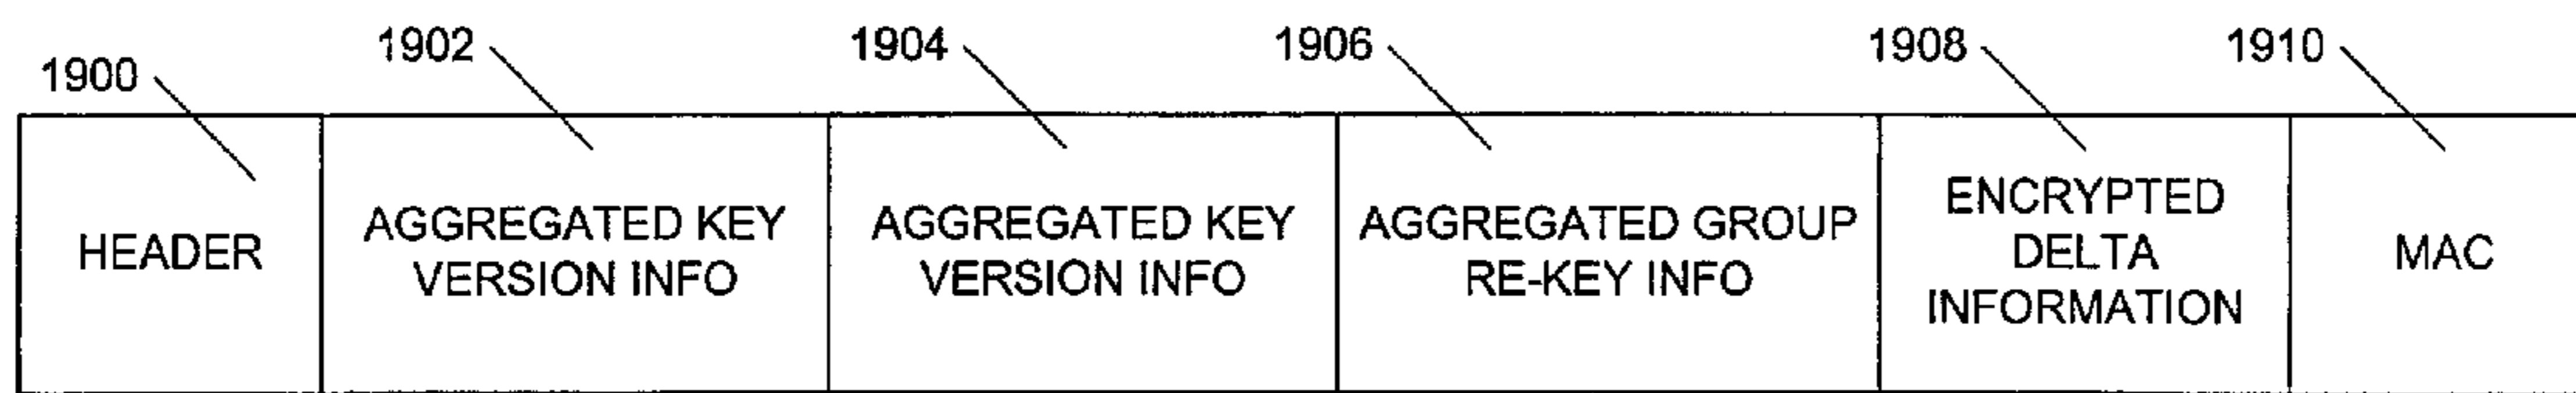 1900
1902
1904
1906
1908
1910
HEADER
AGGREGATED KEY
VERSION INFO
AGGREGATED KEY
VERSION INFO
AGGREGATED GROUP
RE-KEY INFO
ENCRYPTED
DELTA
INFORMATION
MAC